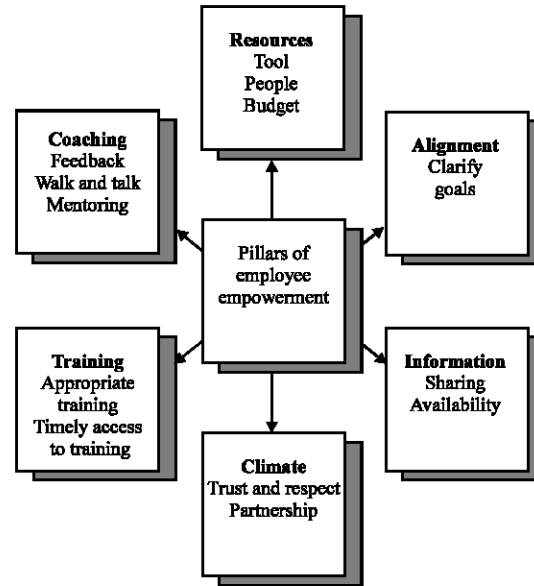 Resources
Tool
People
Budget
Coaching
Feedback
Walk and talk
Mentoring
Alignment
Clarify
goals
Pillars of
employee
empowerment
Training
Appropriate
training
Timely access
to training
Information
Sharing
Availability
Climate
Trust and respect
Partnership